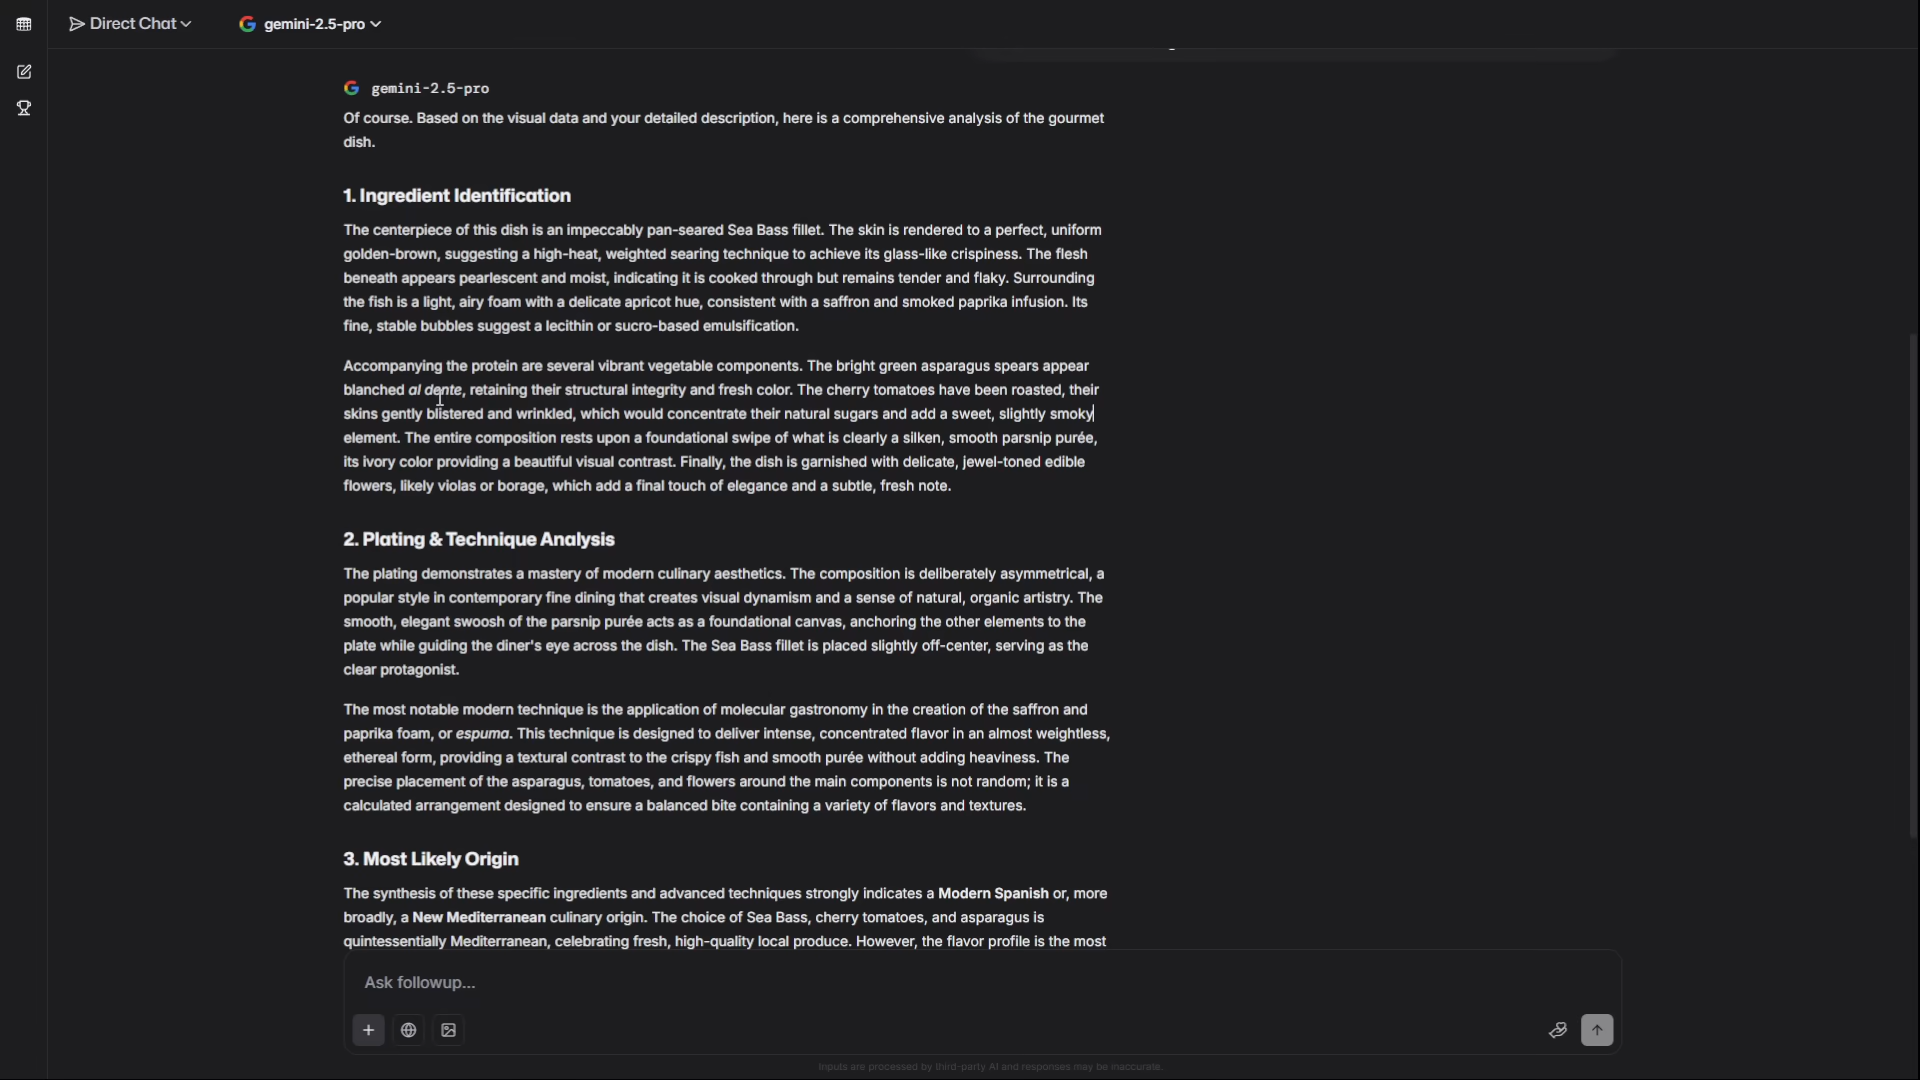 Direct Chat
gemini-2.5-pro
gemini-2.5-pro
Of course. Based on the visual data and your detailed description, here is a comprehensive analysis of the gourmet
dish.
1. Ingredient Identification
The centerpiece of this dish is an impeccably pan-seared Sea Bass fillet. The skin is rendered to a perfect, uniform
golden-brown, suggesting a high-heat, weighted searing technique to achieve its glass-like crispiness. The flesh
beneath appears pearlescent and moist, indicating it is cooked through but remains tender and flaky. Surrounding
the fish is a light, airy foam with a delicate apricot hue, consistent with a saffron and smoked paprika infusion. Its
fine, stable bubbles suggest a lecithin or sucro-based emulsification.
Accompanying the protein are several vibrant vegetable components. The bright green asparagus spears appear
blanched al dente, retaining their structural integrity and fresh color. The cherry tomatoes have been roasted, their
skins gently blistered and wrinkled, which would concentrate their natural sugars and add a sweet, slightly smoky
element. The entire composition rests upon a foundational swipe of what is clearly a silken, smooth parsnip purée,
its ivory color providing a beautiful visual contrast. Finally, the dish is garnished with delicate, jewel-toned edible
flowers, likely violas or borage, which add a final touch of elegance and a subtle, fresh note.
2. Plating & Technique Analysis
The plating demonstrates a mastery of modern culinary aesthetics. The composition is deliberately asymmetrical, a
popular style in contemporary fine dining that creates visual dynamism and a sense of natural, organic artistry. The
smooth, elegant swoosh of the parsnip purée acts as a foundational canvas, anchoring the other elements to the
plate while guiding the diner's eye across the dish. The Sea Bass fillet is placed slightly off-center, serving as the
clear protagonist.
The most notable modern technique is the application of molecular gastronomy in the creation of the saffron and
paprika foam, or espuma. This technique is designed to deliver intense, concentrated flavor in an almost weightless,
ethereal form, providing a textural contrast to the crispy fish and smooth purée without adding heaviness. The
precise placement of the asparagus, tomatoes, and flowers around the main components is not random; it is a
calculated arrangement designed to ensure a balanced bite containing a variety of flavors and textures.
3. Most Likely Origin
The synthesis of these specific ingredients and advanced techniques strongly indicates a Modern Spanish or, more
broadly, a New Mediterranean culinary origin. The choice of Sea Bass, cherry tomatoes, and asparagus is
quintessentially Mediterranean, celebrating fresh, high-quality local produce. However, the flavor profile is the most
Ask followup...
Inputs are processed by third-party AI and responses may be inaccurate.